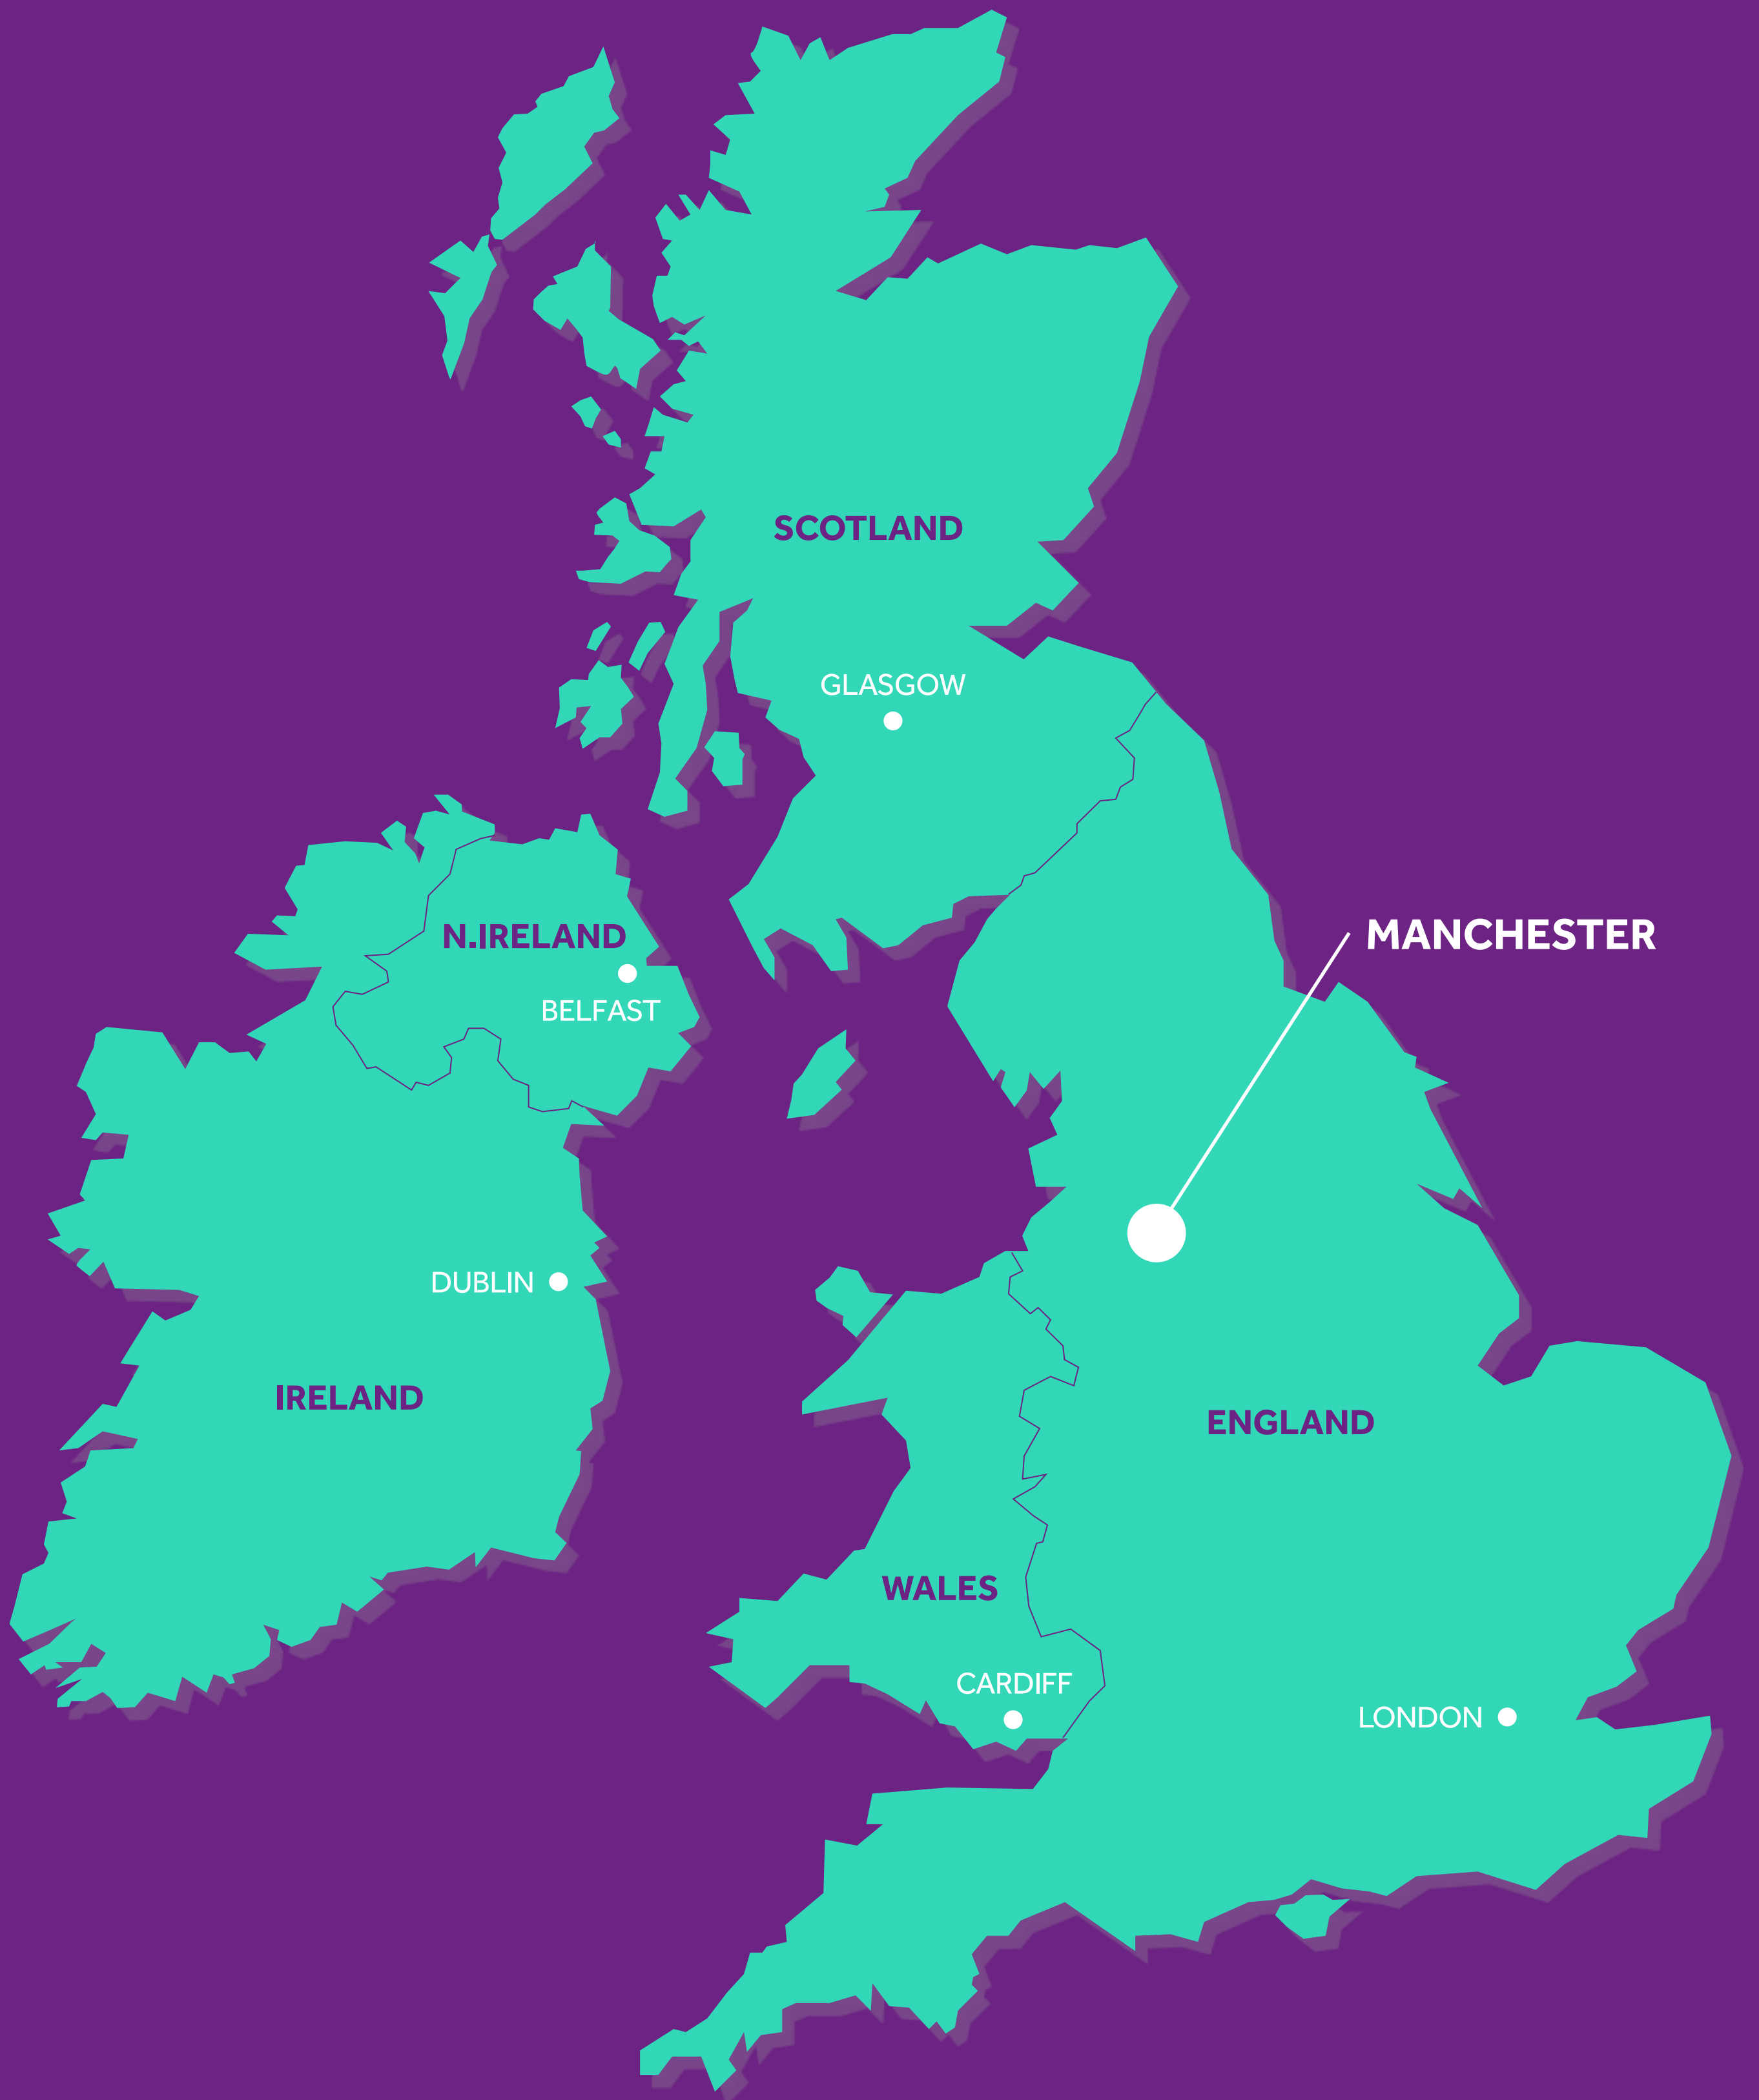 SCOTLAND
GLASGOW
MANCHESTER
N.IRELAND
BELFAST
DUBLIN
IRELAND
ENGLAND
WALES
CARDIFF
LONDON